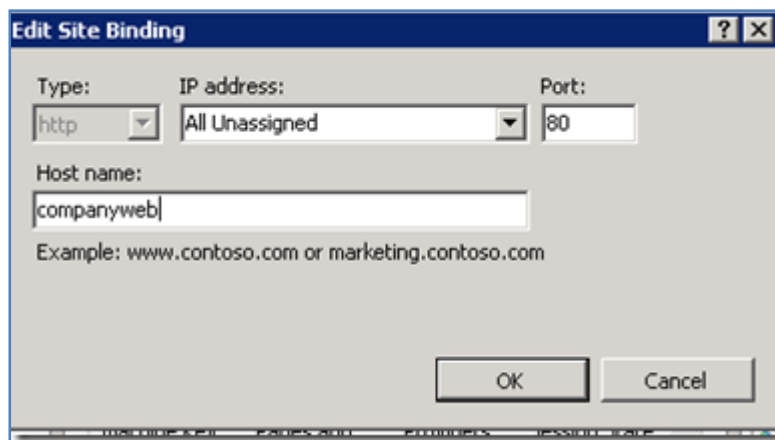 Edit Site Binding
Type: IP address: Port:
http All Unassigned 80
Host name:
companyweb
Example: www.contoso.com or marketing.contoso.com
OK Cancel